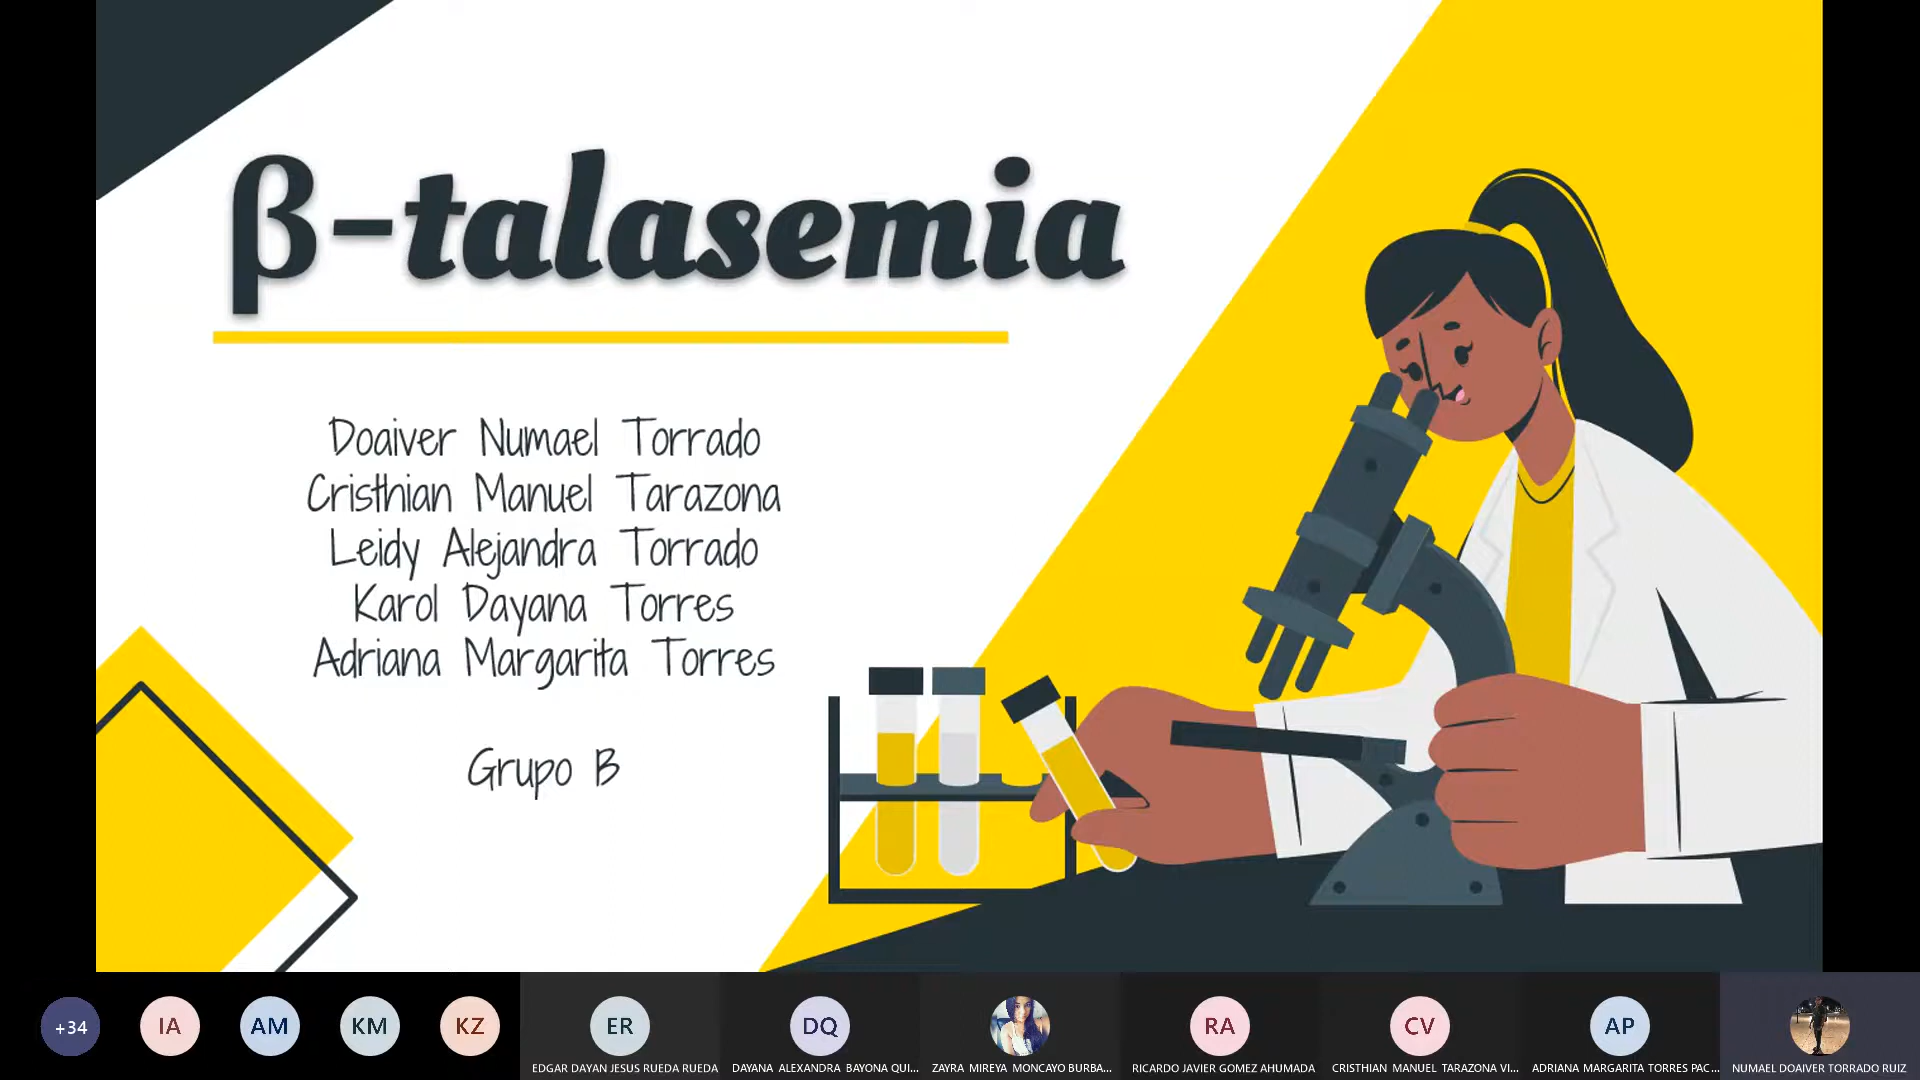 β-talasemia
Doaiver Numael Torrado
Cristhian Manuel Tarazona
Leidy Alejandra Torrado
Karol Dayana Torres
Adriana Margarita Torres
Grupo B
+34
IA
AM
KM
KZ
ER
DQ
RA
CV
AP
EDGAR DAYAN JESUS RUEDA RUEDA
DAYANA ALEXANDRA BAYONA QUI...
ZAYRA MIREYA MONCAYO BURBA...
RICARDO JAVIER GOMEZ AHUMADA
CRISTHIAN MANUEL TARAZONA VI...
ADRIANA MARGARITA TORRES PAC...
NUMAEL DOAIVER TORRADO RUIZ